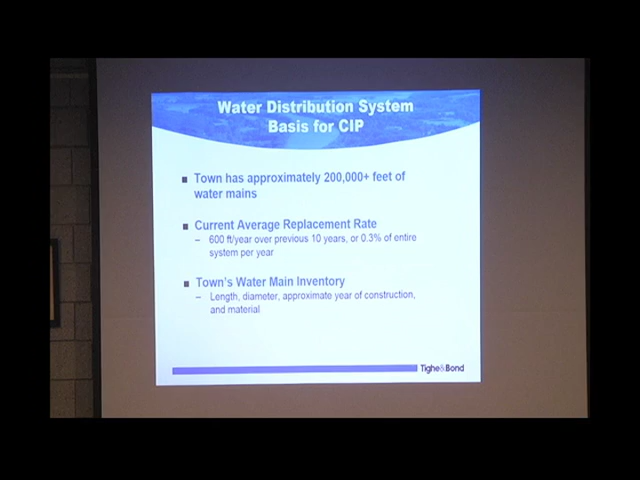 Water Distribution System
Basis for CIP
■ Town has approximately 200,000+ feet of
water mains
■ Current Average Replacement Rate
– 600 ft/year over previous 10 years, or 0.3% of entire
system per year
■ Town's Water Main Inventory
– Length, diameter, approximate year of construction,
and material
Tighe&Bond